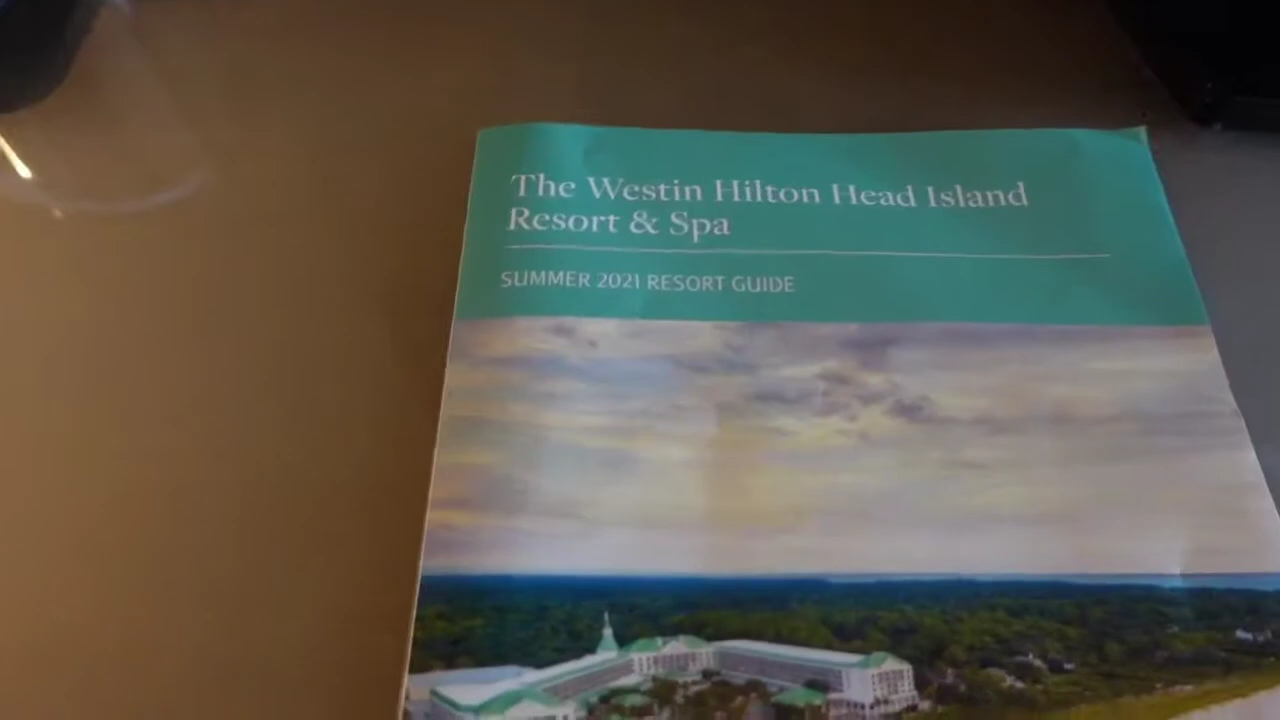 The Westin Hilton Head Island
Resort & Spa
SUMMER 2021 RESORT GUIDE